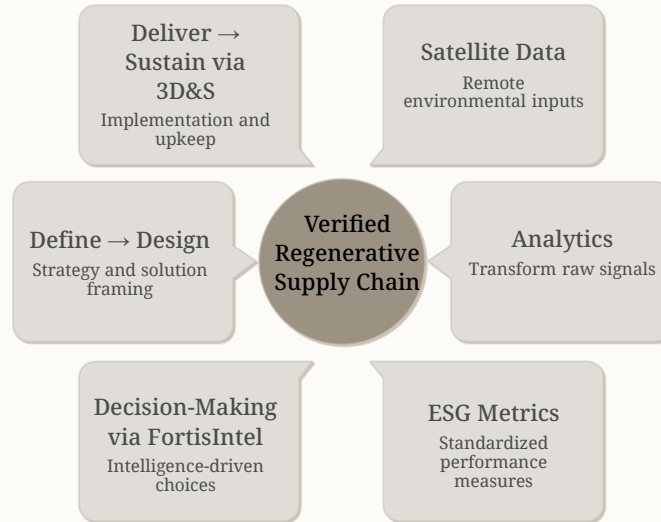 Deliver →
Sustain via
3D&S
Implementation and
upkeep
Satellite Data
Remote
environmental inputs
Define → Design
Strategy and solution
framing
Verified
Regenerative
Supply Chain
Analytics
Transform raw signals
Decision-Making
via FortisIntel
Intelligence-driven
choices
ESG Metrics
Standardized
performance
measures